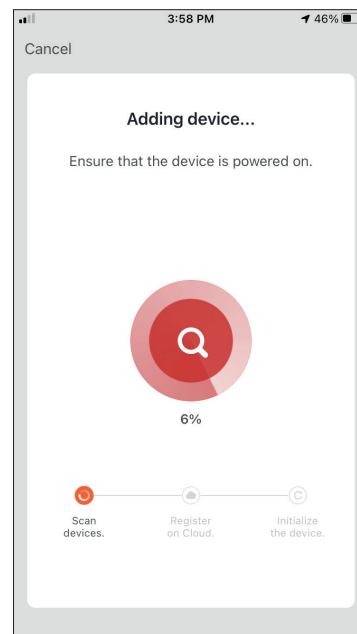 3:58 PM
46%
Cancel
Adding device...
Ensure that the device is powered on.
6%
Scan
devices.
Register
on Cloud.
Initialize
the device.